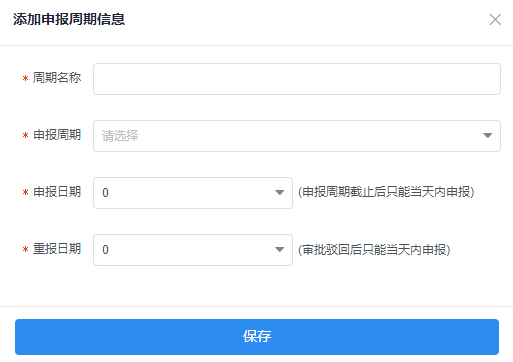 添加申报周期信息
* 周期名称
* 申报周期 请选择
* 申报日期 0 (申报周期截止后只能当天内申报)
* 重报日期 0 (审批驳回后只能当天内申报)
保存